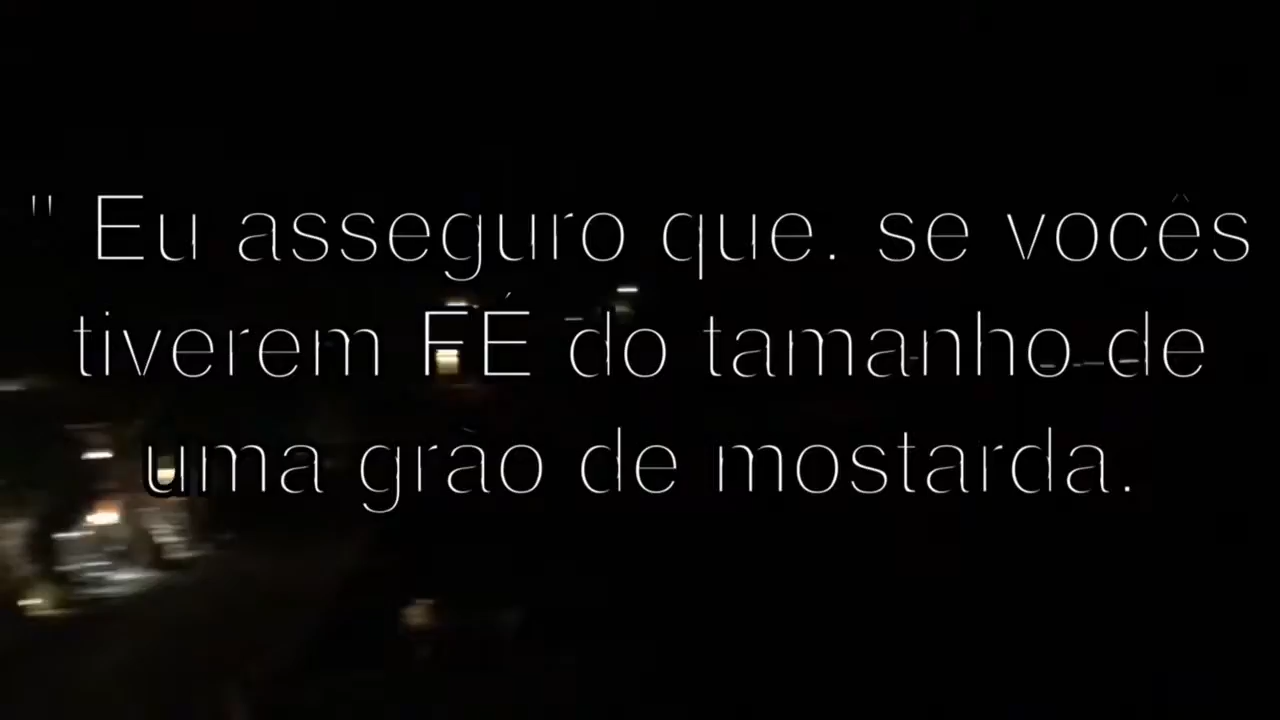 " Eu asseguro que. se vocês
tiverem FÉ do tamanho de
uma grão de mostarda.